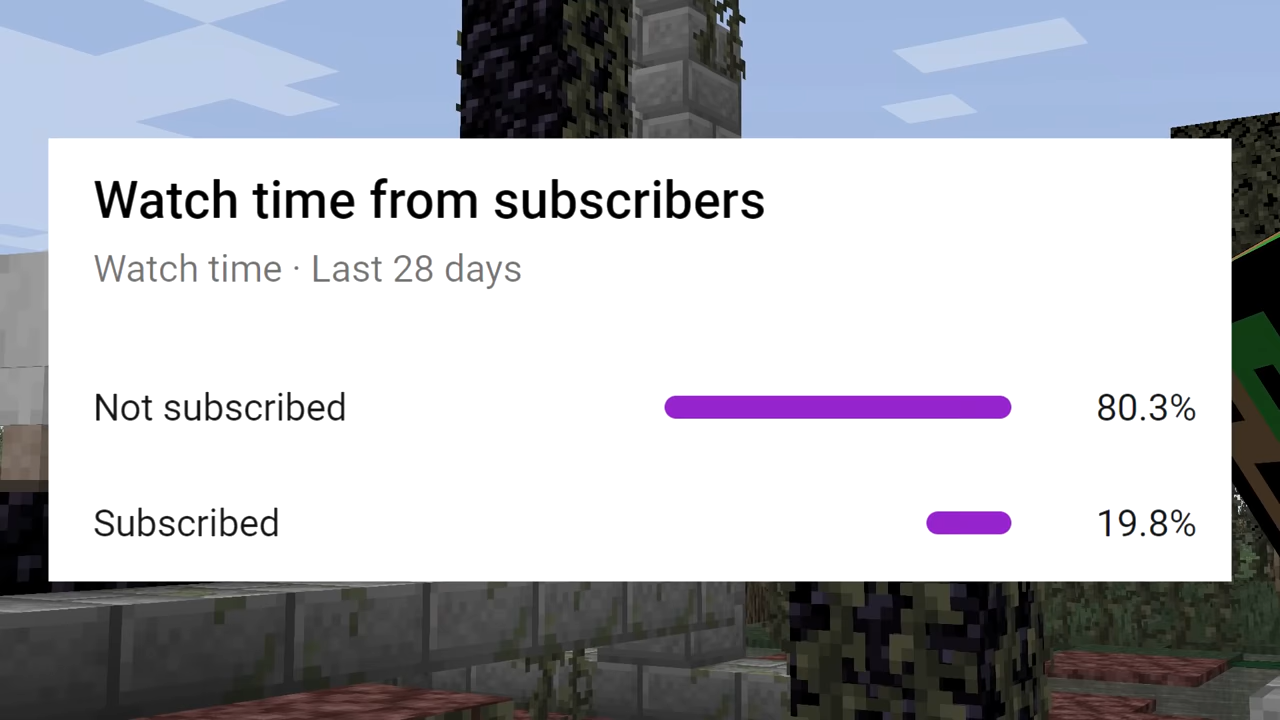 Watch time from subscribers
Watch time · Last 28 days
Not subscribed 80.3%
Subscribed 19.8%